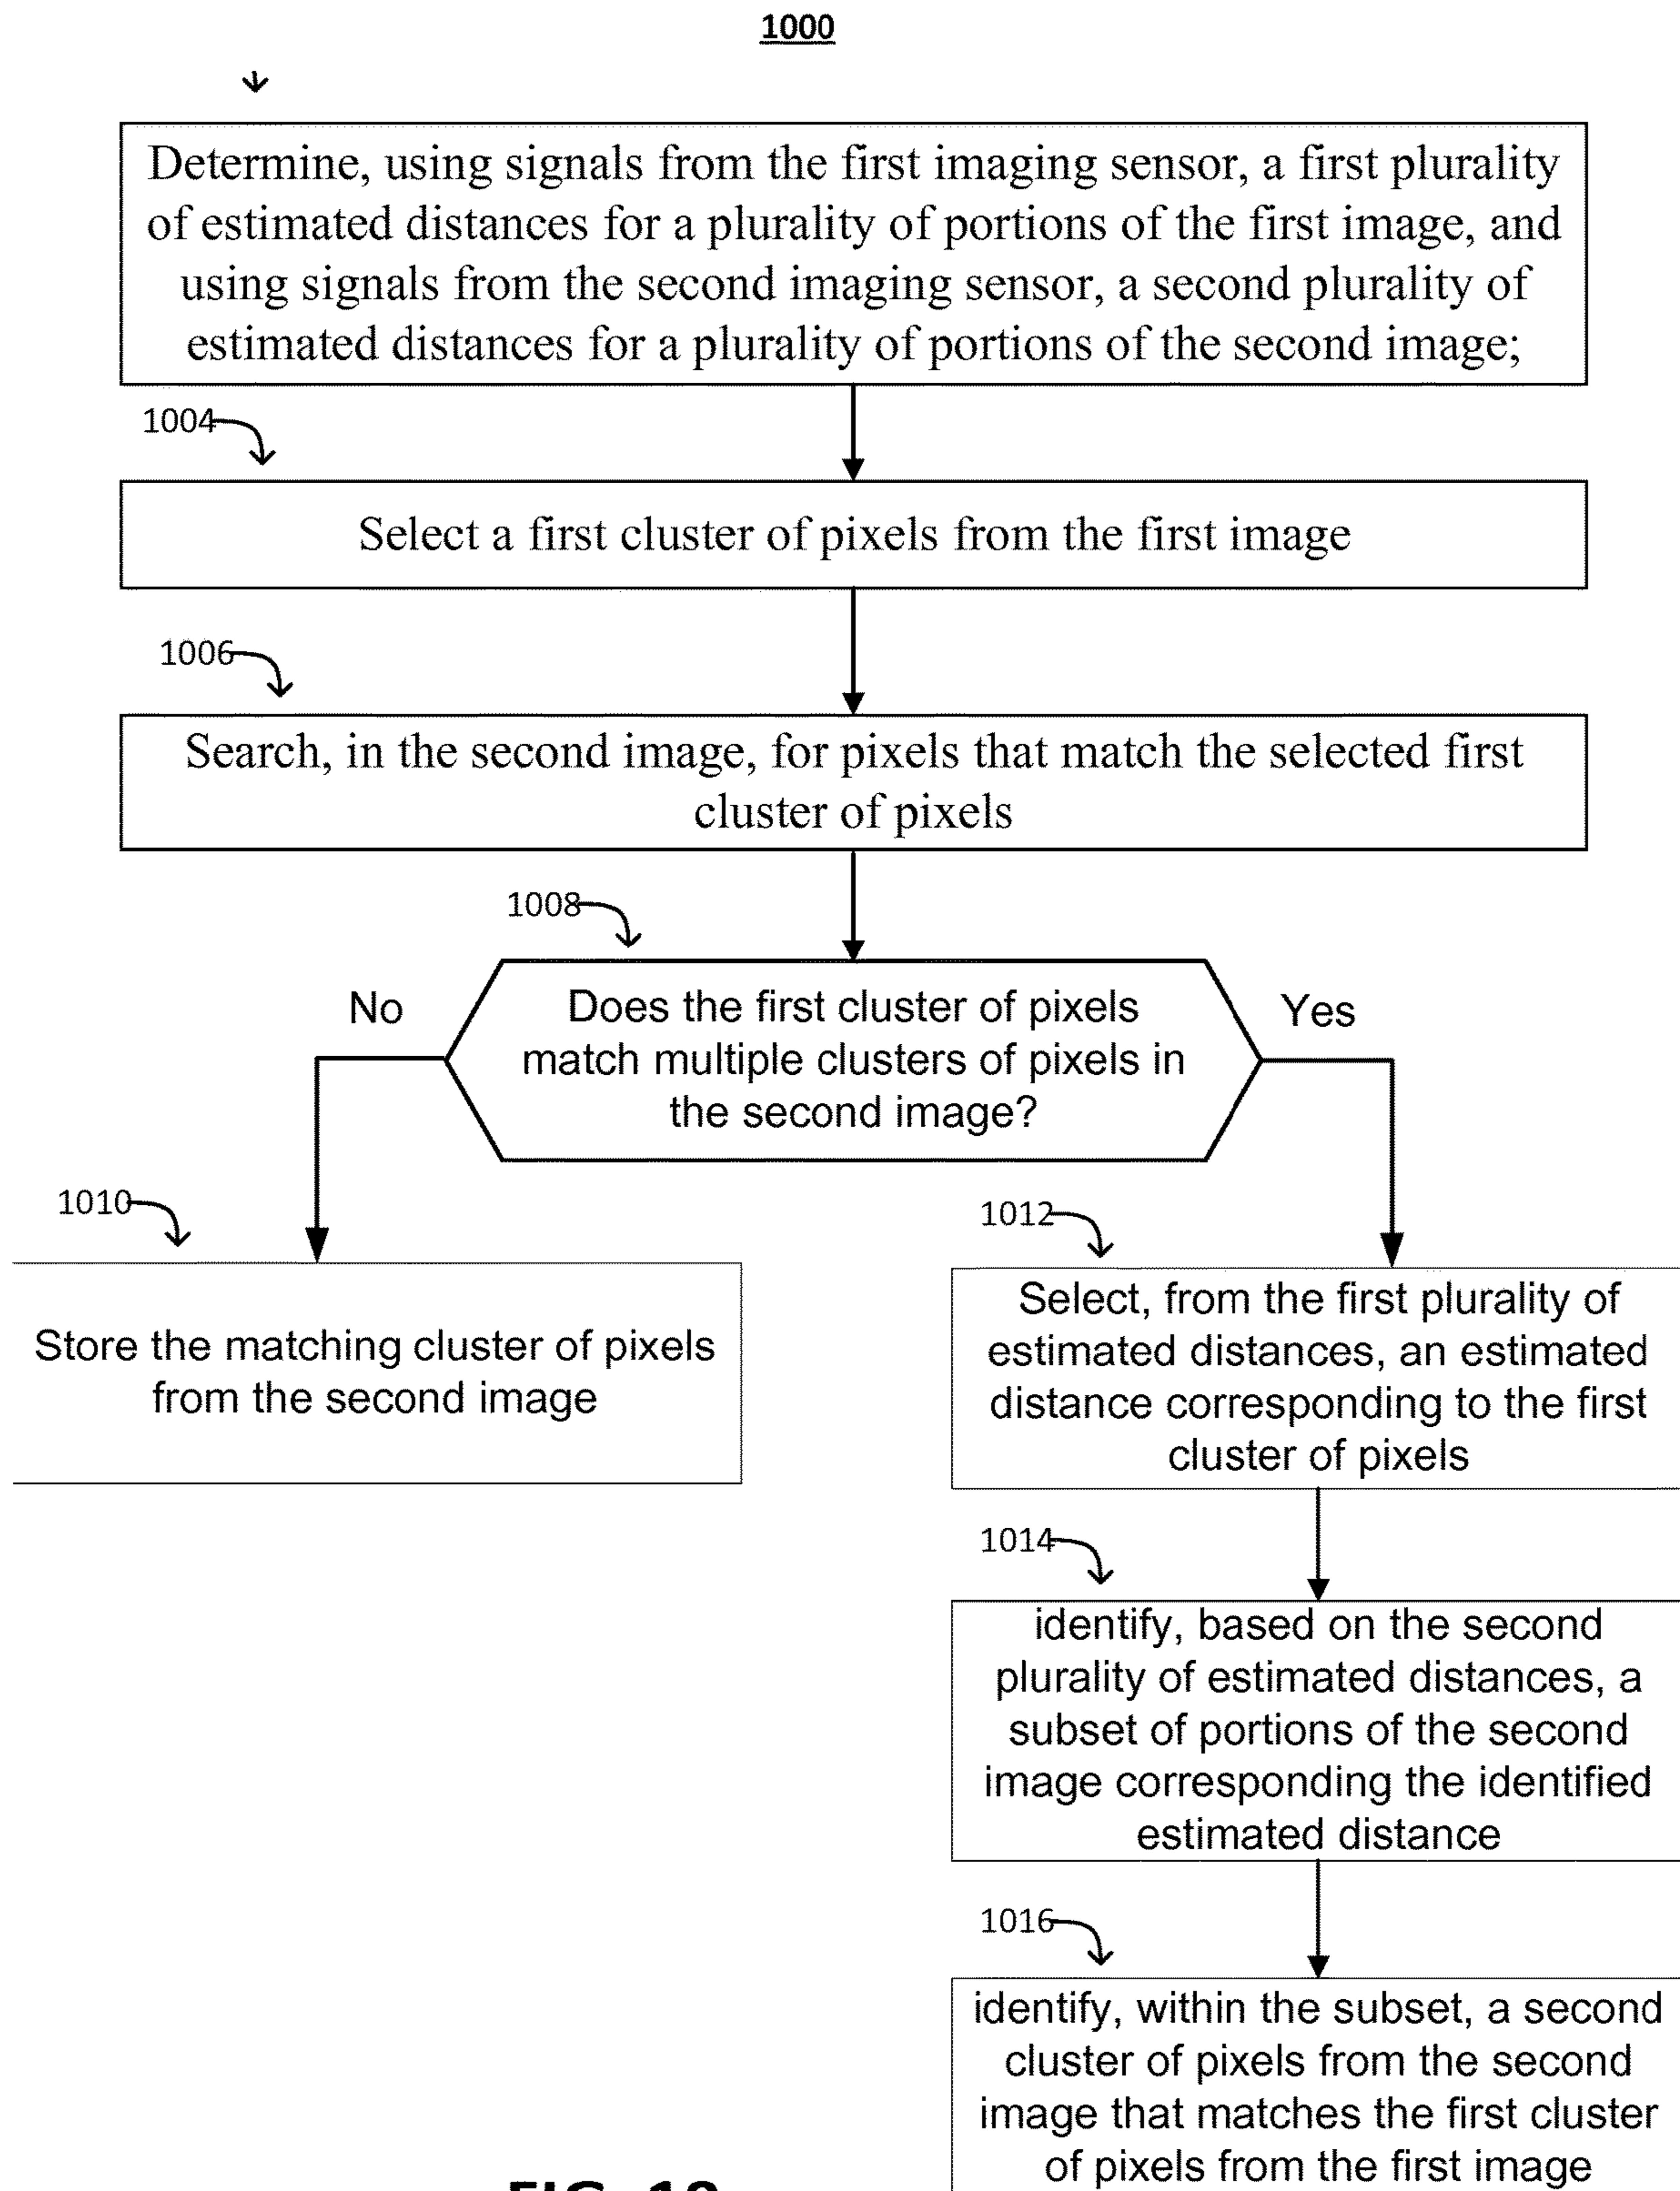 1000
Determine, using signals from the first imaging sensor, a first plurality
of estimated distances for a plurality of portions of the first image, and
using signals from the second imaging sensor, a second plurality of
estimated distances for a plurality of portions of the second image;
1004
Select a first cluster of pixels from the first image
1006
Search, in the second image, for pixels that match the selected first
cluster of pixels
1008
No
Does the first cluster of pixels
match multiple clusters of pixels in
the second image?
Yes
1010
Store the matching cluster of pixels
from the second image
1012
Select, from the first plurality of
estimated distances, an estimated
distance corresponding to the first
cluster of pixels
1014
identify, based on the second
plurality of estimated distances, a
subset of portions of the second
image corresponding the identified
estimated distance
1016
identify, within the subset, a second
cluster of pixels from the second
image that matches the first cluster
of pixels from the first image